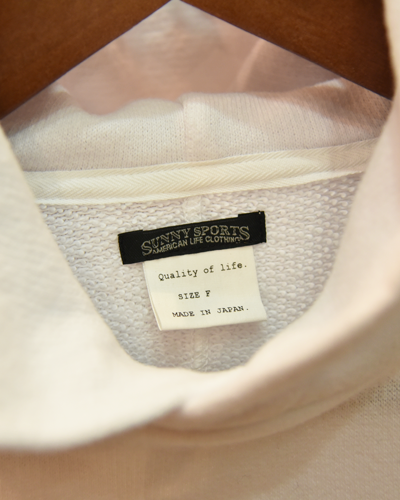 SUNNY SPORTS
AMERICAN LIFE CLOTHING
Quality of life.
SIZE F
MADE IN JAPAN.